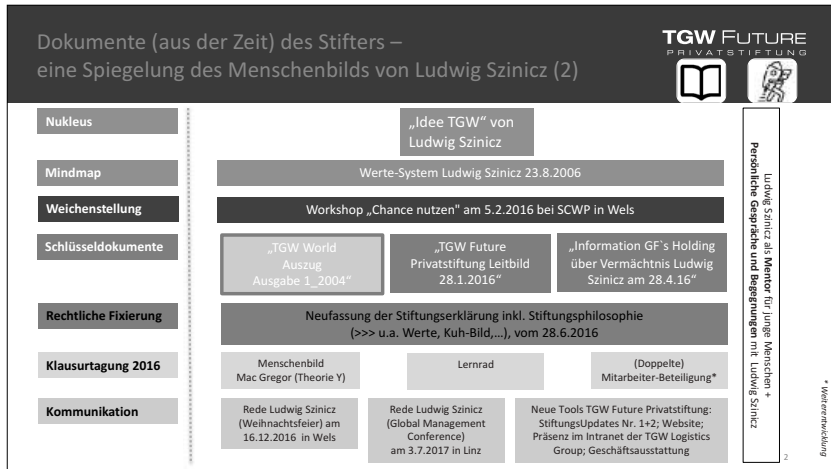 Dokumente (aus der Zeit) des Stifters –
eine Spiegelung des Menschenbilds von Ludwig Szinicz (2)
TGW FUTURE
PRIVATSTIFTUNG
Nukleus
„Idee TGW“ von
Ludwig Szinicz
Mindmap
Werte-System Ludwig Szinicz 23.8.2006
Weichenstellung
Workshop „Chance nutzen" am 5.2.2016 bei SCWP in Wels
Schlüsseldokumente
„TGW World
Auszug
Ausgabe 1_2004“
„TGW Future
Privatstiftung Leitbild
28.1.2016“
„Information GF`s Holding
über Vermächtnis Ludwig
Szinicz am 28.4.16“
Rechtliche Fixierung
Neufassung der Stiftungserklärung inkl. Stiftungsphilosophie
(>>> u.a. Werte, Kuh-Bild,…), vom 28.6.2016
Klausurtagung 2016
Menschenbild
Mac Gregor (Theorie Y)
Lernrad
(Doppelte)
Mitarbeiter-Beteiligung*
Kommunikation
Rede Ludwig Szinicz
(Weihnachtsfeier) am
16.12.2016 in Wels
Rede Ludwig Szinicz
(Global Management
Conference)
am 3.7.2017 in Linz
Neue Tools TGW Future Privatstiftung:
StiftungsUpdates Nr. 1+2; Website;
Präsenz im Intranet der TGW Logistics
Group; Geschäftsausstattung
Ludwig Szinicz als Mentor für junge Menschen +
Persönliche Gespräche und Begegnungen mit Ludwig Szinicz
* Weiterentwicklung
2